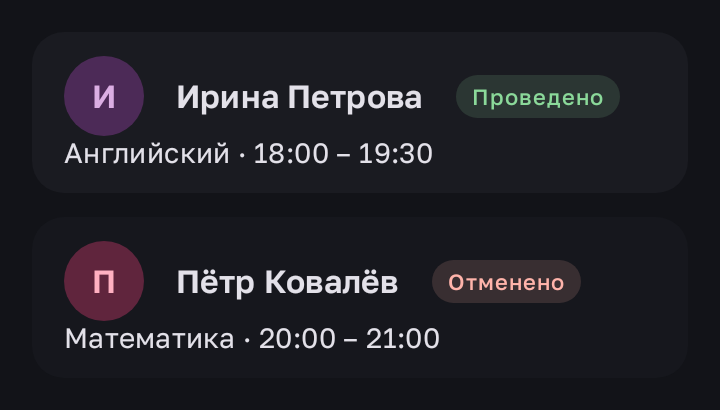 И Ирина Петрова Проведено
Английский · 18:00 – 19:30
П Пётр Ковалёв Отменено
Математика · 20:00 – 21:00